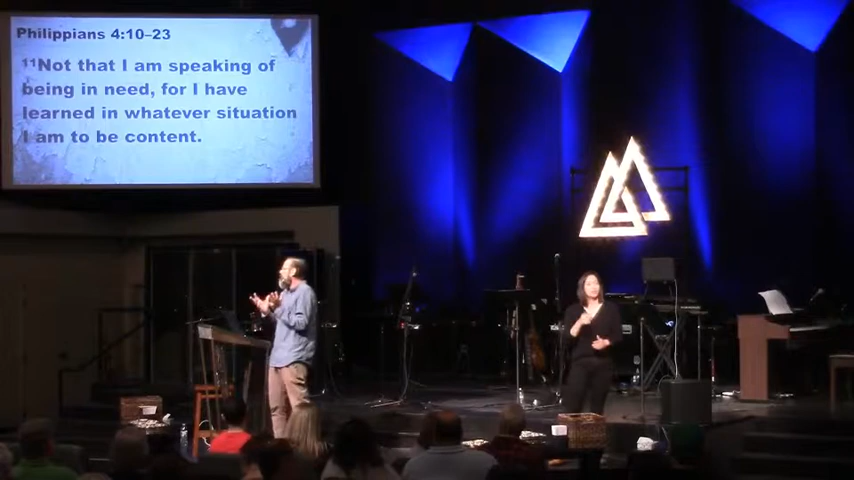 Philippians 4:10–23
¹¹Not that I am speaking of
being in need, for I have
learned in whatever situation
I am to be content.